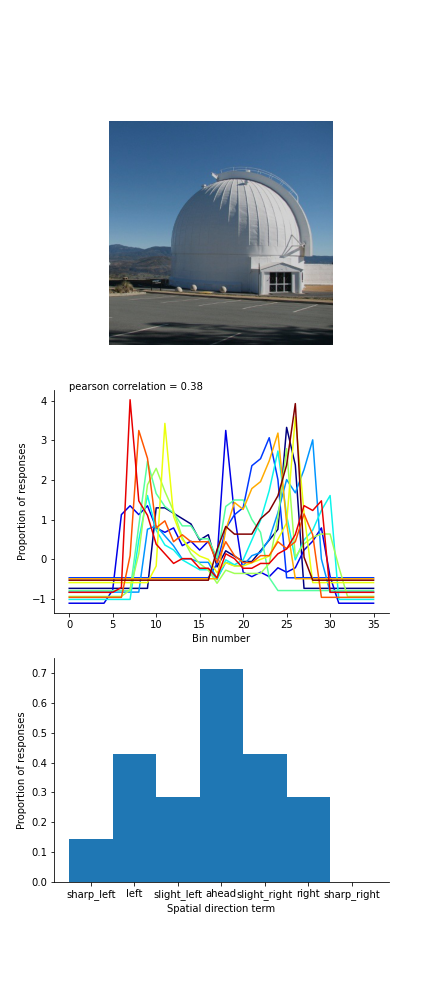 pearson correlation = 0.38
Proportion of responses
4
3
2
1
0
−1
0 5 10 15 20 25 30 35
Bin number
Proportion of responses
0.7
0.6
0.5
0.4
0.3
0.2
0.1
0.0
sharp_left left slight_left ahead slight_right right sharp_right
Spatial direction term